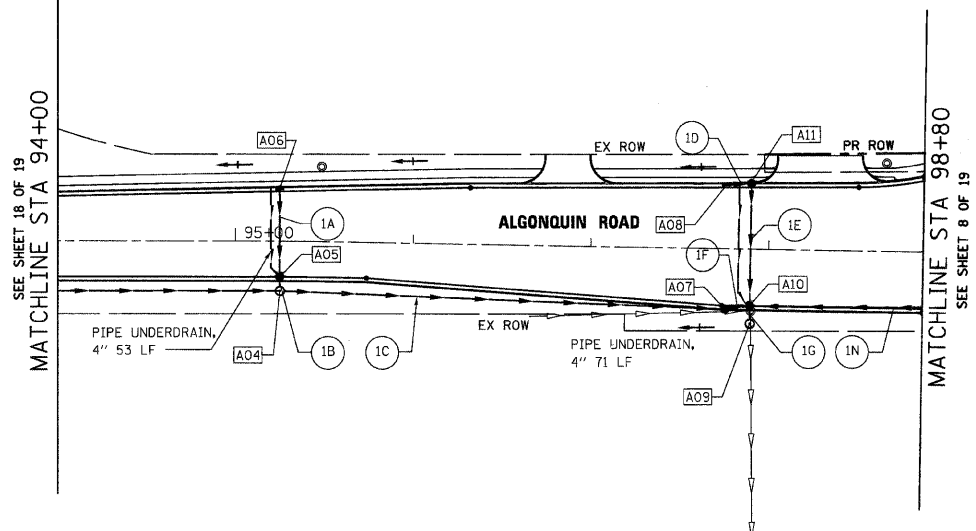 SEE SHEET 18 OF 19
MATCHLINE STA 94+00
A06
1A
95+00
A05
PIPE UNDERDRAIN,
4" 53 LF
A04
1B
1C
EX ROW
EX ROW
1D
A11
PR ROW
ALGONQUIN ROAD
A08
1E
1F
A07
A10
PIPE UNDERDRAIN,
4" 71 LF
1G
1N
A09
MATCHLINE STA 98+80
SEE SHEET 8 OF 19